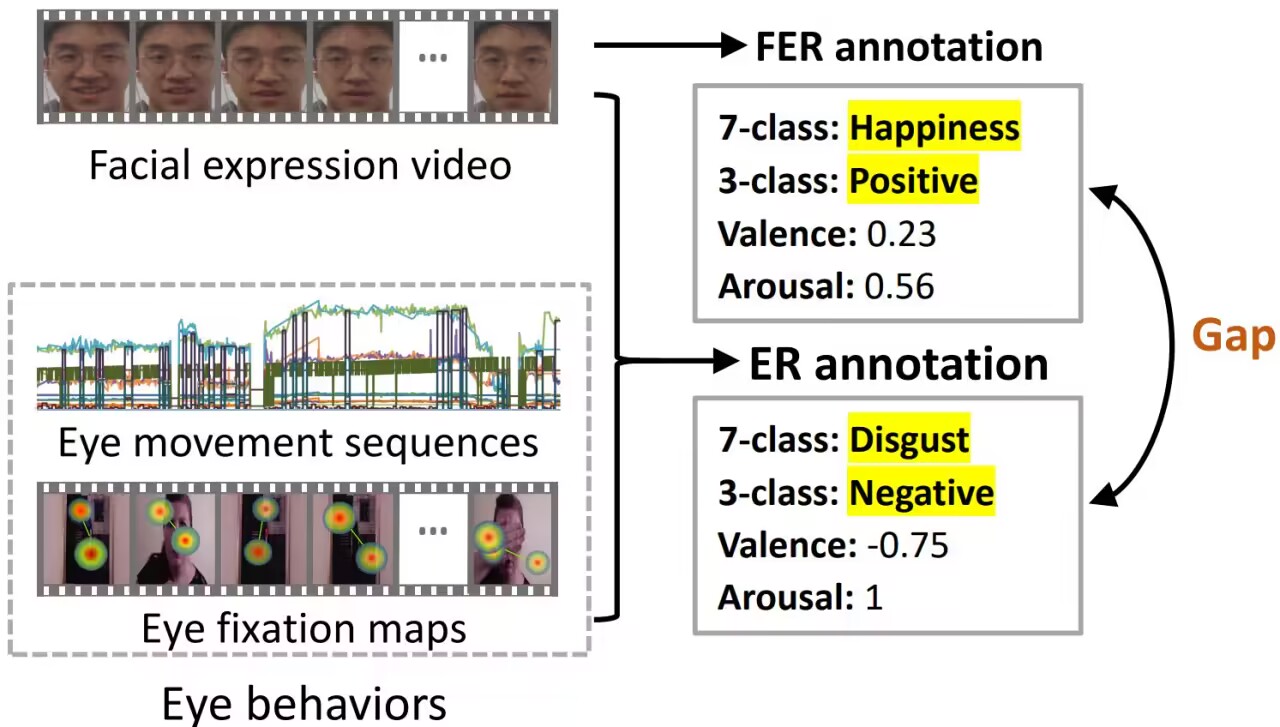 FER annotation
Facial expression video
7-class: Happiness
3-class: Positive
Valence: 0.23
Arousal: 0.56
Gap
Eye movement sequences
Eye fixation maps
Eye behaviors
ER annotation
7-class: Disgust
3-class: Negative
Valence: -0.75
Arousal: 1